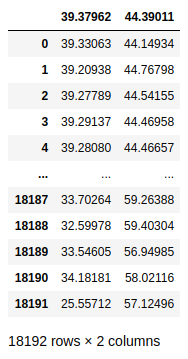 39.37962 44.39011
0 39.33063 44.14934
1 39.20938 44.76798
2 39.27789 44.54155
3 39.29137 44.46958
4 39.28080 44.46657
... ... ...
18187 33.70264 59.26388
18188 32.59978 59.40304
18189 33.54605 56.94985
18190 34.18181 58.02116
18191 25.55712 57.12496
18192 rows × 2 columns